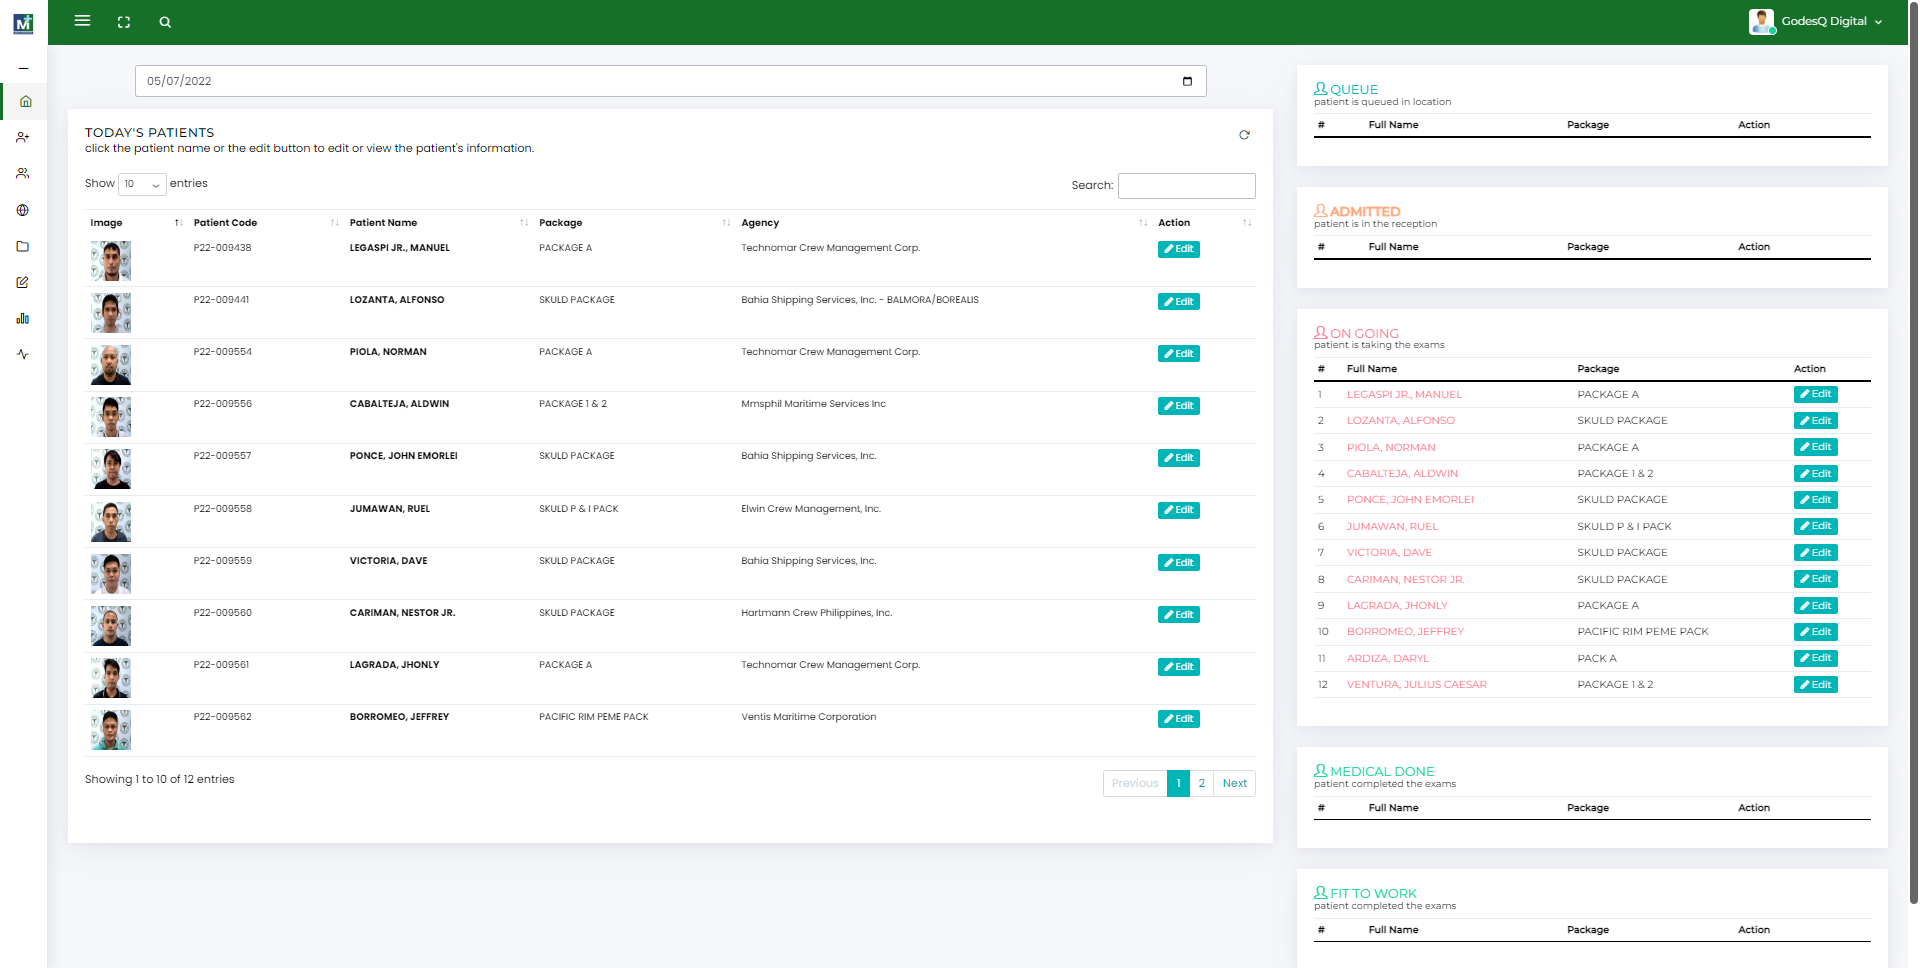 M
GodesQ Digital
05/07/2022
TODAY'S PATIENTS
click the patient name or the edit button to edit or view the patient's information.
Show 10 entries
Search:
Image Patient Code Patient Name Package Agency Action
P22-009438 LEGASPI JR., MANUEL PACKAGE A Technomar Crew Management Corp. Edit
P22-009441 LOZANTA, ALFONSO SKULD PACKAGE Bahia Shipping Services, Inc. - BALMORA/BOREALIS Edit
P22-009554 PIOLA, NORMAN PACKAGE A Technomar Crew Management Corp. Edit
P22-009556 CABALTEJA, ALDWIN PACKAGE 1 & 2 Mmsphil Maritime Services Inc Edit
P22-009557 PONCE, JOHN EMORLEI SKULD PACKAGE Bahia Shipping Services, Inc. Edit
P22-009558 JUMAWAN, RUEL SKULD P & I PACK Elwin Crew Management, Inc. Edit
P22-009559 VICTORIA, DAVE SKULD PACKAGE Bahia Shipping Services, Inc. Edit
P22-009560 CARIMAN, NESTOR JR. SKULD PACKAGE Hartmann Crew Philippines, Inc. Edit
P22-009561 LAGRADA, JHONLY PACKAGE A Technomar Crew Management Corp. Edit
P22-009562 BORROMEO, JEFFREY PACIFIC RIM PEME PACK Ventis Maritime Corporation Edit
Showing 1 to 10 of 12 entries
Previous 1 2 Next
QUEUE
patient is queued in location
# Full Name Package Action
ADMITTED
patient is in the reception
# Full Name Package Action
ON GOING
patient is taking the exams
# Full Name Package Action
1 LEGASPI JR., MANUEL PACKAGE A Edit
2 LOZANTA, ALFONSO SKULD PACKAGE Edit
3 PIOLA, NORMAN PACKAGE A Edit
4 CABALTEJA, ALDWIN PACKAGE 1 & 2 Edit
5 PONCE, JOHN EMORLEI SKULD PACKAGE Edit
6 JUMAWAN, RUEL SKULD P & I PACK Edit
7 VICTORIA, DAVE SKULD PACKAGE Edit
8 CARIMAN, NESTOR JR. SKULD PACKAGE Edit
9 LAGRADA, JHONLY PACKAGE A Edit
10 BORROMEO, JEFFREY PACIFIC RIM PEME PACK Edit
11 ARDIZA, DARYL PACK A Edit
12 VENTURA, JULIUS CAESAR PACKAGE 1 & 2 Edit
MEDICAL DONE
patient completed the exams
# Full Name Package Action
FIT TO WORK
patient completed the exams
# Full Name Package Action